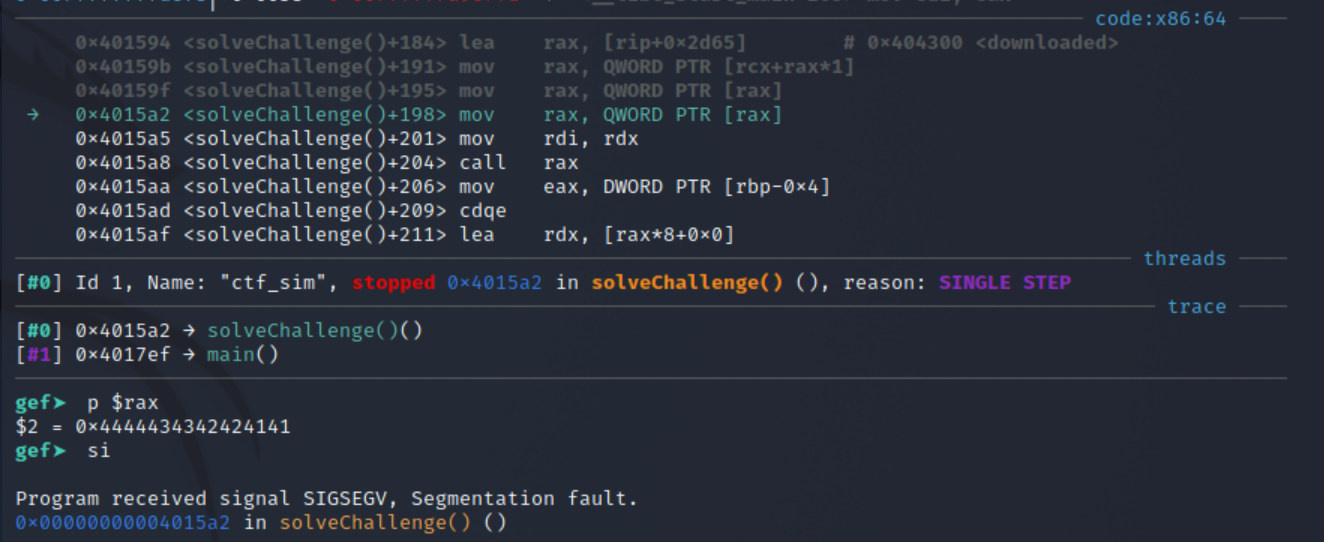 code:x86:64
0×401594 <solveChallenge()+184> lea rax, [rip+0×2d65] # 0×404300 <downloaded>
0×40159b <solveChallenge()+191> mov rax, QWORD PTR [rcx+rax*1]
0×40159f <solveChallenge()+195> mov rax, QWORD PTR [rax]
→ 0×4015a2 <solveChallenge()+198> mov rax, QWORD PTR [rax]
0×4015a5 <solveChallenge()+201> mov rdi, rdx
0×4015a8 <solveChallenge()+204> call rax
0×4015aa <solveChallenge()+206> mov eax, DWORD PTR [rbp-0×4]
0×4015ad <solveChallenge()+209> cdqe
0×4015af <solveChallenge()+211> lea rdx, [rax*8+0×0]
threads
[#0] Id 1, Name: "ctf_sim", stopped 0×4015a2 in solveChallenge() (), reason: SINGLE STEP
trace
[#0] 0×4015a2 → solveChallenge()()
[#1] 0×4017ef → main()
gef➤ p $rax
$2 = 0×4444434342424141
gef➤ si
Program received signal SIGSEGV, Segmentation fault.
0×00000000004015a2 in solveChallenge() ()